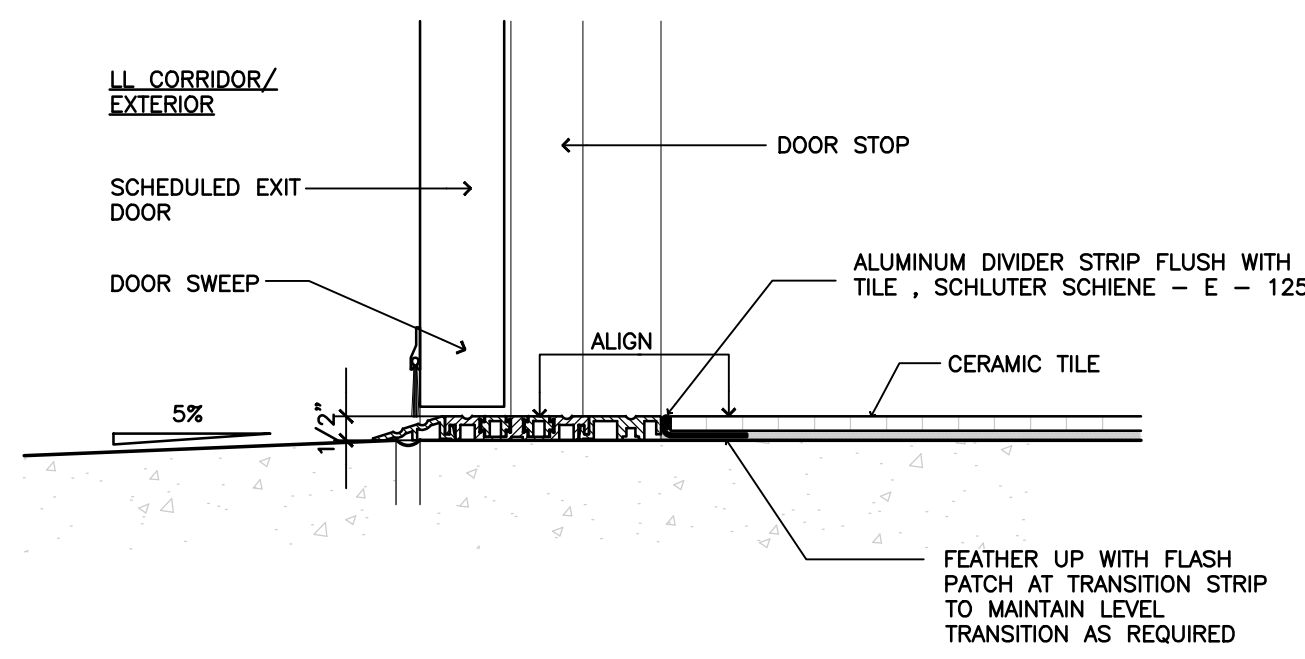 LL CORRIDOR/
EXTERIOR
DOOR STOP
SCHEDULED EXIT
DOOR
ALUMINUM DIVIDER STRIP FLUSH WITH
TILE , SCHLUTER SCHIENE - E - 125
DOOR SWEEP
ALIGN
CERAMIC TILE
5%
1/2"
FEATHER UP WITH FLASH
PATCH AT TRANSITION STRIP
TO MAINTAIN LEVEL
TRANSITION AS REQUIRED